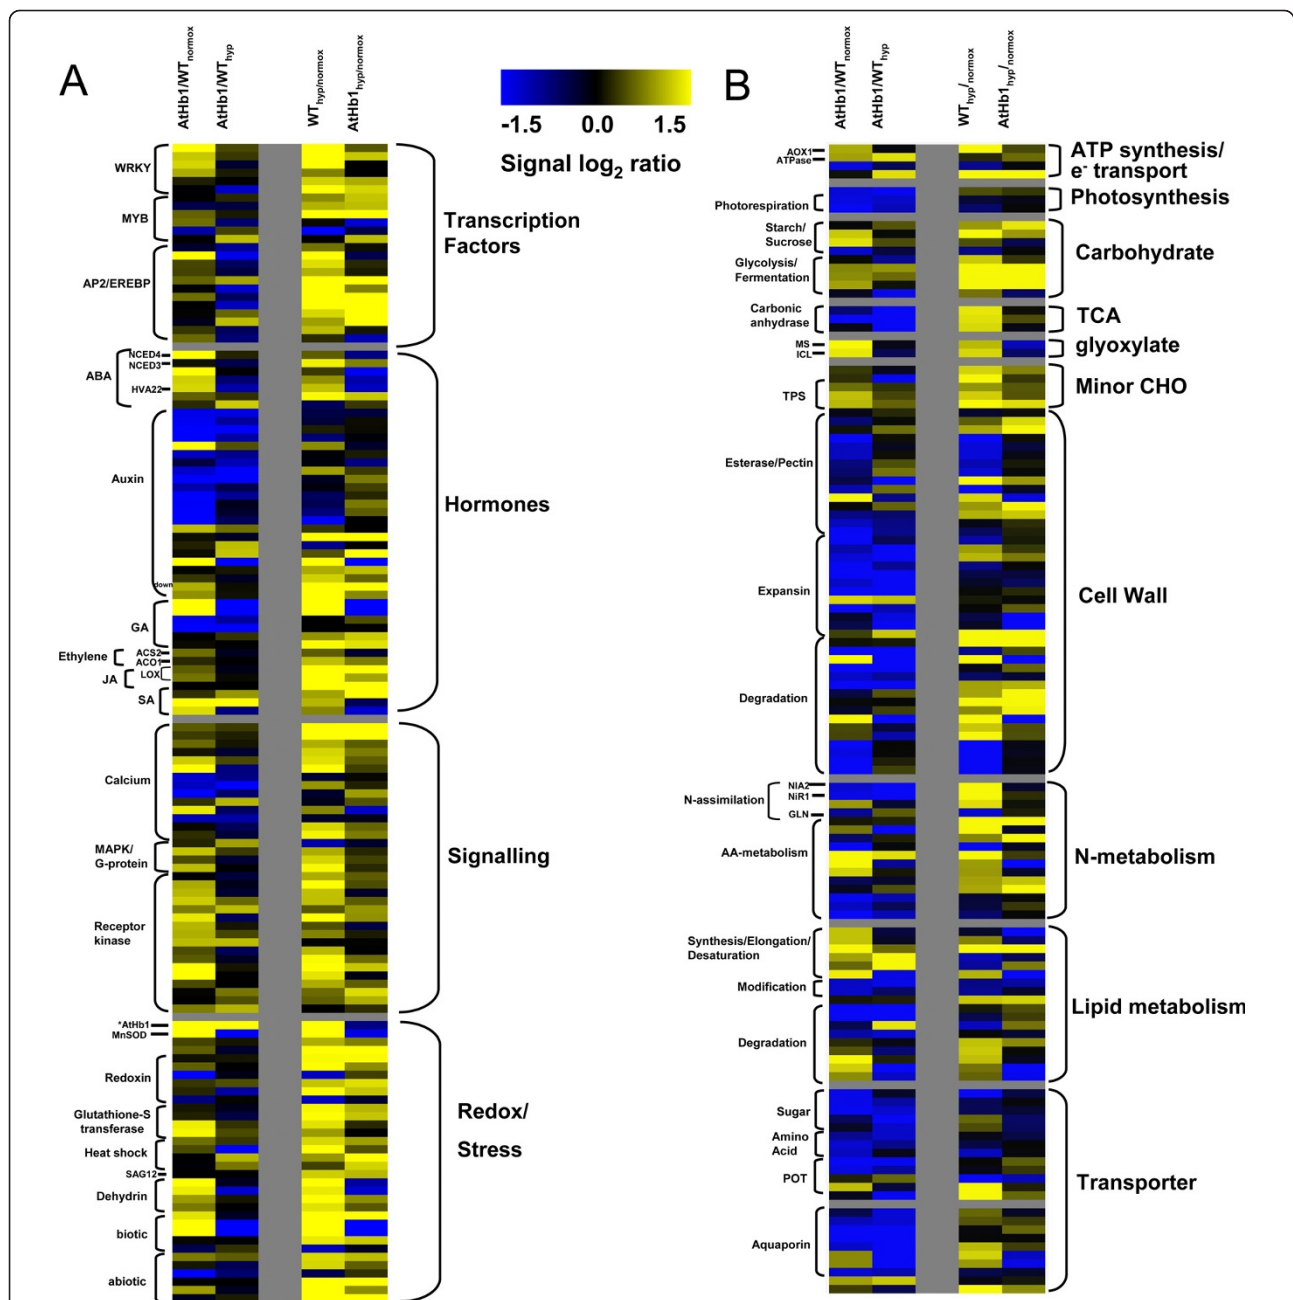 A
AtHb1/WTnormox
AtHb1/WThyp
WThyp/normox
AtHb1hyp/normox
-1.5 0.0 1.5
Signal log2 ratio
WRKY
MYB
AP2/EREBP
Transcription
Factors
NCED4
NCED3
ABA
HVA22
Auxin
down
GA
Ethylene
ACS2
ACO1
JA
LOX
SA
Hormones
Calcium
MAPK/
G-protein
Receptor
kinase
Signalling
*AtHb1
MnSOD
Redoxin
Glutathione-S
transferase
Heat shock
SAG12
Dehydrin
biotic
abiotic
Redox/
Stress
B
AtHb1/WTnormox
AtHb1/WThyp
WThyp/normox
AtHb1hyp/normox
AOX1
ATPase
ATP synthesis/
e- transport
Photorespiration
Photosynthesis
Starch/
Sucrose
Glycolysis/
Fermentation
Carbohydrate
Carbonic
anhydrase
TCA
MS
ICL
glyoxylate
TPS
Minor CHO
Esterase/Pectin
Expansin
Degradation
Cell Wall
N-assimilation
NIA2
NiR1
GLN
AA-metabolism
N-metabolism
Synthesis/Elongation/
Desaturation
Modification
Degradation
Lipid metabolism
Sugar
Amino
Acid
POT
Aquaporin
Transporter